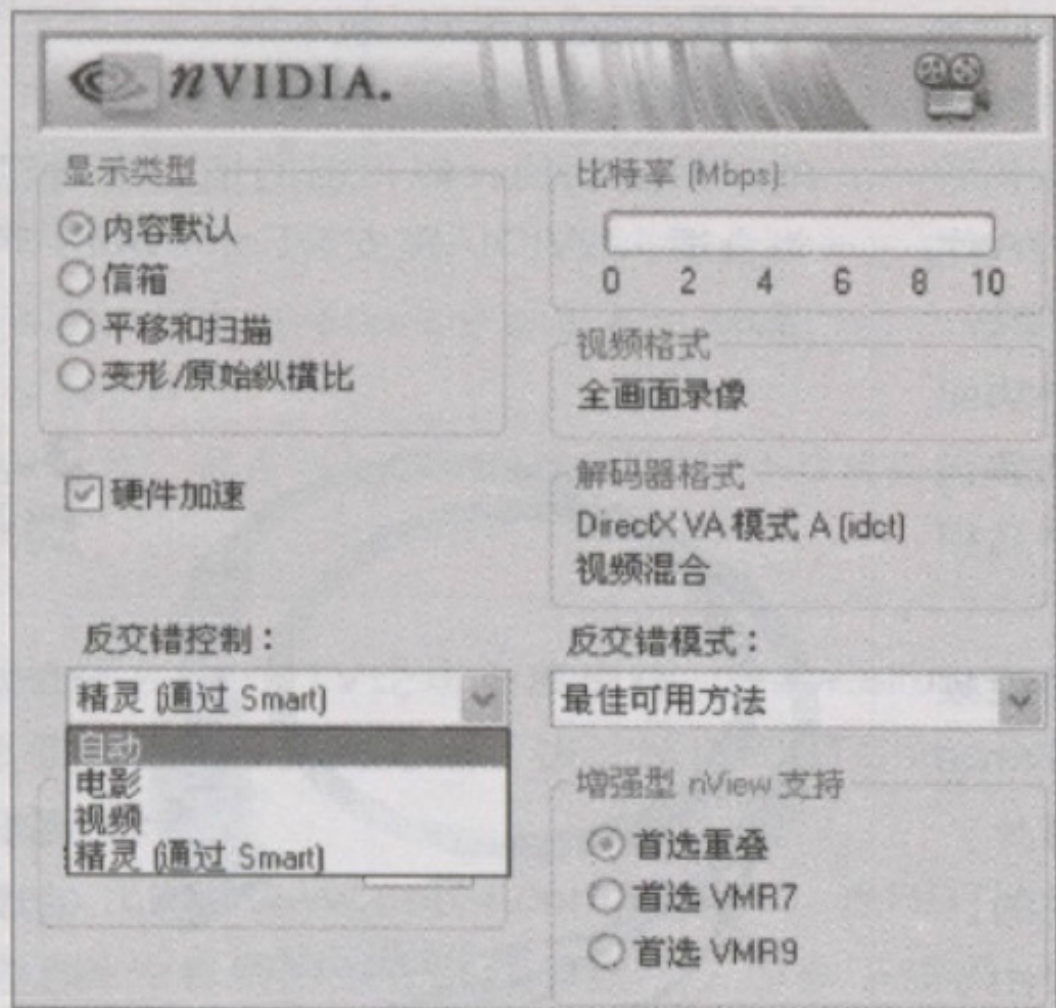 nVIDIA.
显示类型
内容默认
信箱
平移和扫描
变形/原始纵横比
硬件加速
反交错控制：
精灵 (通过 Smart)
自动
电影
视频
精灵 (通过 Smart)
比特率 (Mbps):
0 2 4 6 8 10
视频格式
全画面录像
解码器格式
DirectX VA 模式 A (idct)
视频混合
反交错模式：
最佳可用方法
增强型 nView 支持
首选重叠
首选 VMR7
首选 VMR9